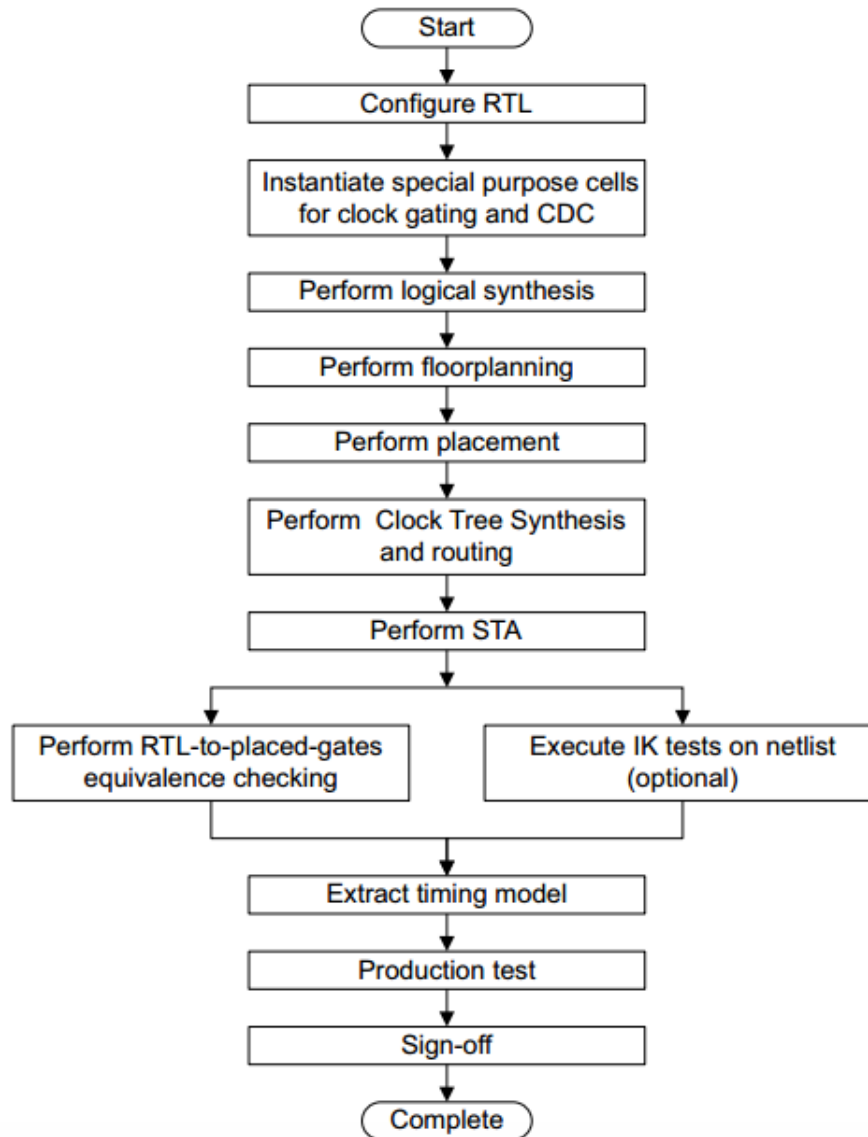 Start
Configure RTL
Instantiate special purpose cells
for clock gating and CDC
Perform logical synthesis
Perform floorplanning
Perform placement
Perform Clock Tree Synthesis
and routing
Perform STA
Perform RTL-to-placed-gates
equivalence checking
Execute IK tests on netlist
(optional)
Extract timing model
Production test
Sign-off
Complete